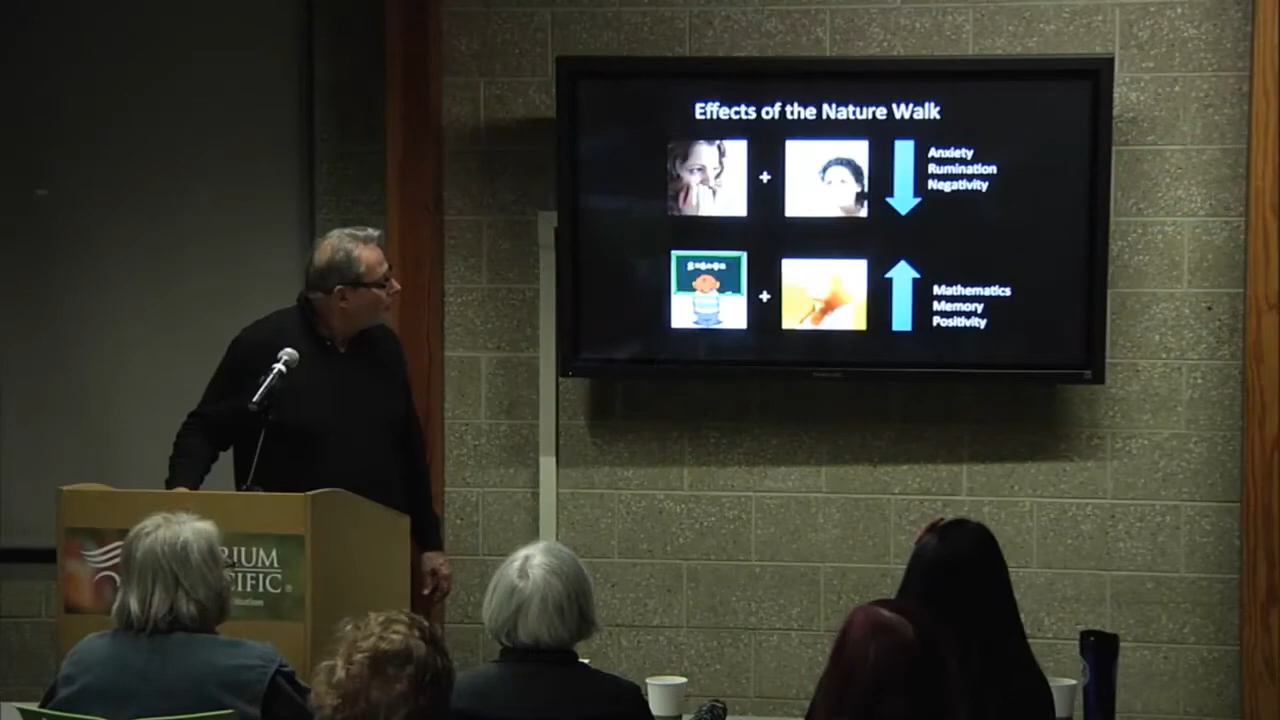 Effects of the Nature Walk
Anxiety
Rumination
Negativity
+
+
Mathematics
Memory
Positivity
RIUM
CIFIC®